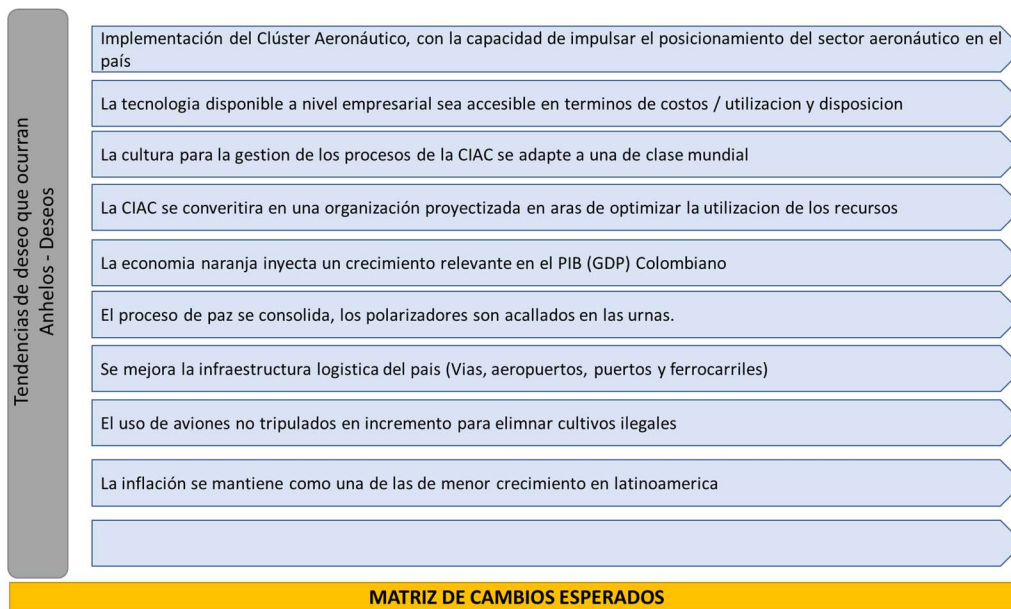 Tendencias de deseo que ocurran
Anhelos - Deseos
Implementación del Clúster Aeronáutico, con la capacidad de impulsar el posicionamiento del sector aeronáutico en el
país
La tecnologia disponible a nivel empresarial sea accesible en terminos de costos / utilizacion y disposicion
La cultura para la gestion de los procesos de la CIAC se adapte a una de clase mundial
La CIAC se converitira en una organización proyectizada en aras de optimizar la utilizacion de los recursos
La economia naranja inyecta un crecimiento relevante en el PIB (GDP) Colombiano
El proceso de paz se consolida, los polarizadores son acallados en las urnas.
Se mejora la infraestructura logistica del pais (Vias, aeropuertos, puertos y ferrocarriles)
El uso de aviones no tripulados en incremento para elimnar cultivos ilegales
La inflación se mantiene como una de las de menor crecimiento en latinoamerica
MATRIZ DE CAMBIOS ESPERADOS